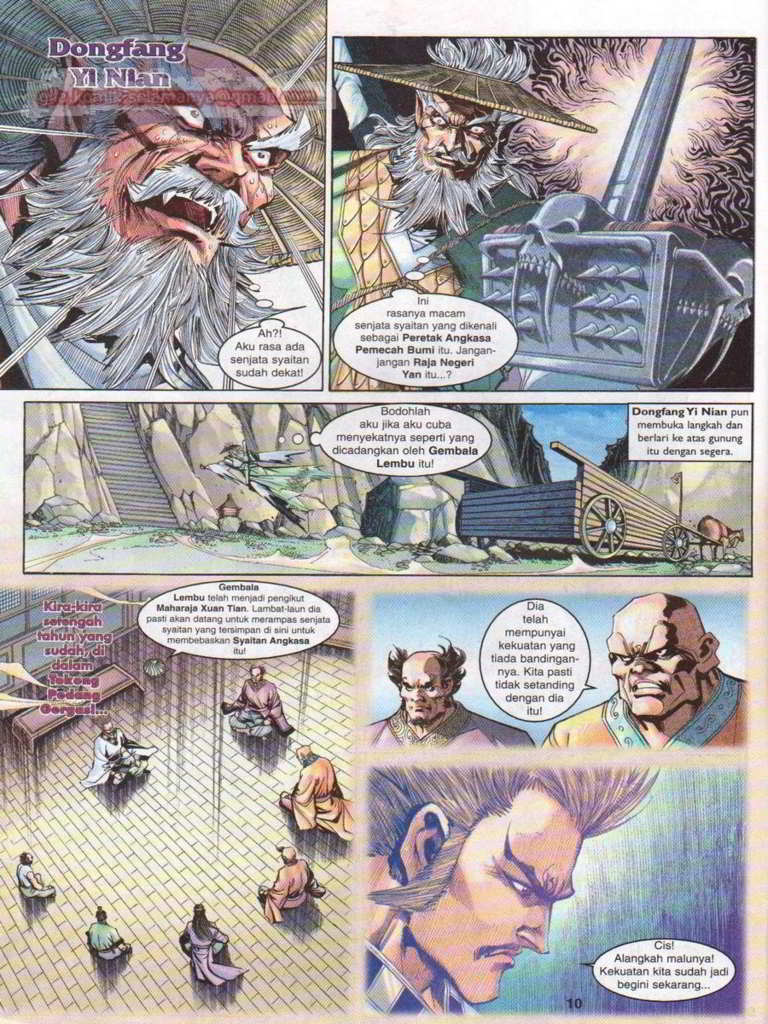 Dongfang
Yi Nian
Ah?!
Aku rasa ada
senjata syaitan
sudah dekat!
Ini
rasanya macam
senjata syaitan yang dikenali
sebagai Peretak Angkasa
Pemecah Bumi itu. Jangan-
jangan Raja Negeri
Yan itu...?
Bodohlah
aku jika aku cuba
menyekatnya seperti yang
dicadangkan oleh Gembala
Lembu itu!
Dongfang Yi Nian pun
membuka langkah dan
berlari ke atas gunung
itu dengan segera.
Kira-kira
setengah
tahun yang
sudah, di
dalam
Tokong
Pedang
Gergasi...
Gembala
Lembu telah menjadi pengikut
Maharaja Xuan Tian. Lambat-laun dia
pasti akan datang untuk merampas senjata
syaitan yang tersimpan di sini untuk
membebaskan Syaitan Angkasa
itu!
Dia
telah
mempunyai
kekuatan yang
tiada bandingan-
nya. Kita pasti
tidak setanding
dengan dia
itu!
Cis!
Alangkah malunya!
Kekuatan kita sudah jadi
begini sekarang...
10